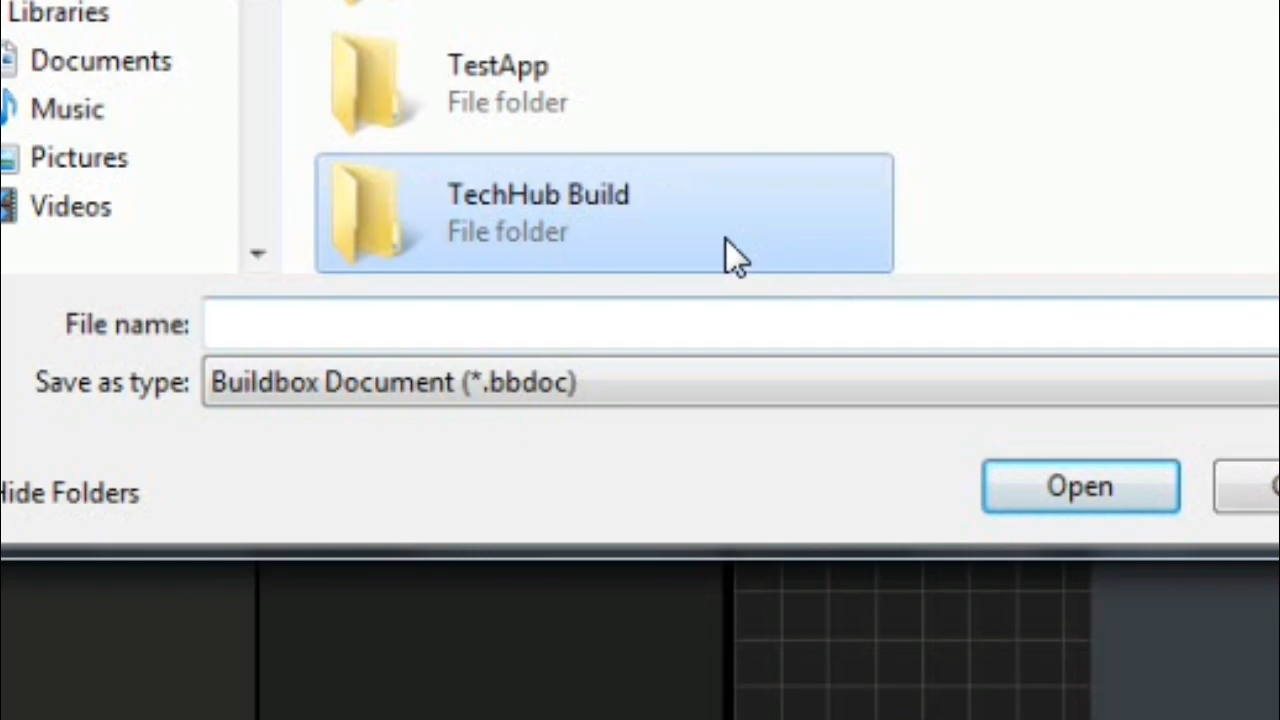 Libraries
Documents
Music
Pictures
Videos
TestApp
File folder
TechHub Build
File folder
File name:
Save as type: Buildbox Document (*.bbdoc)
Hide Folders
Open